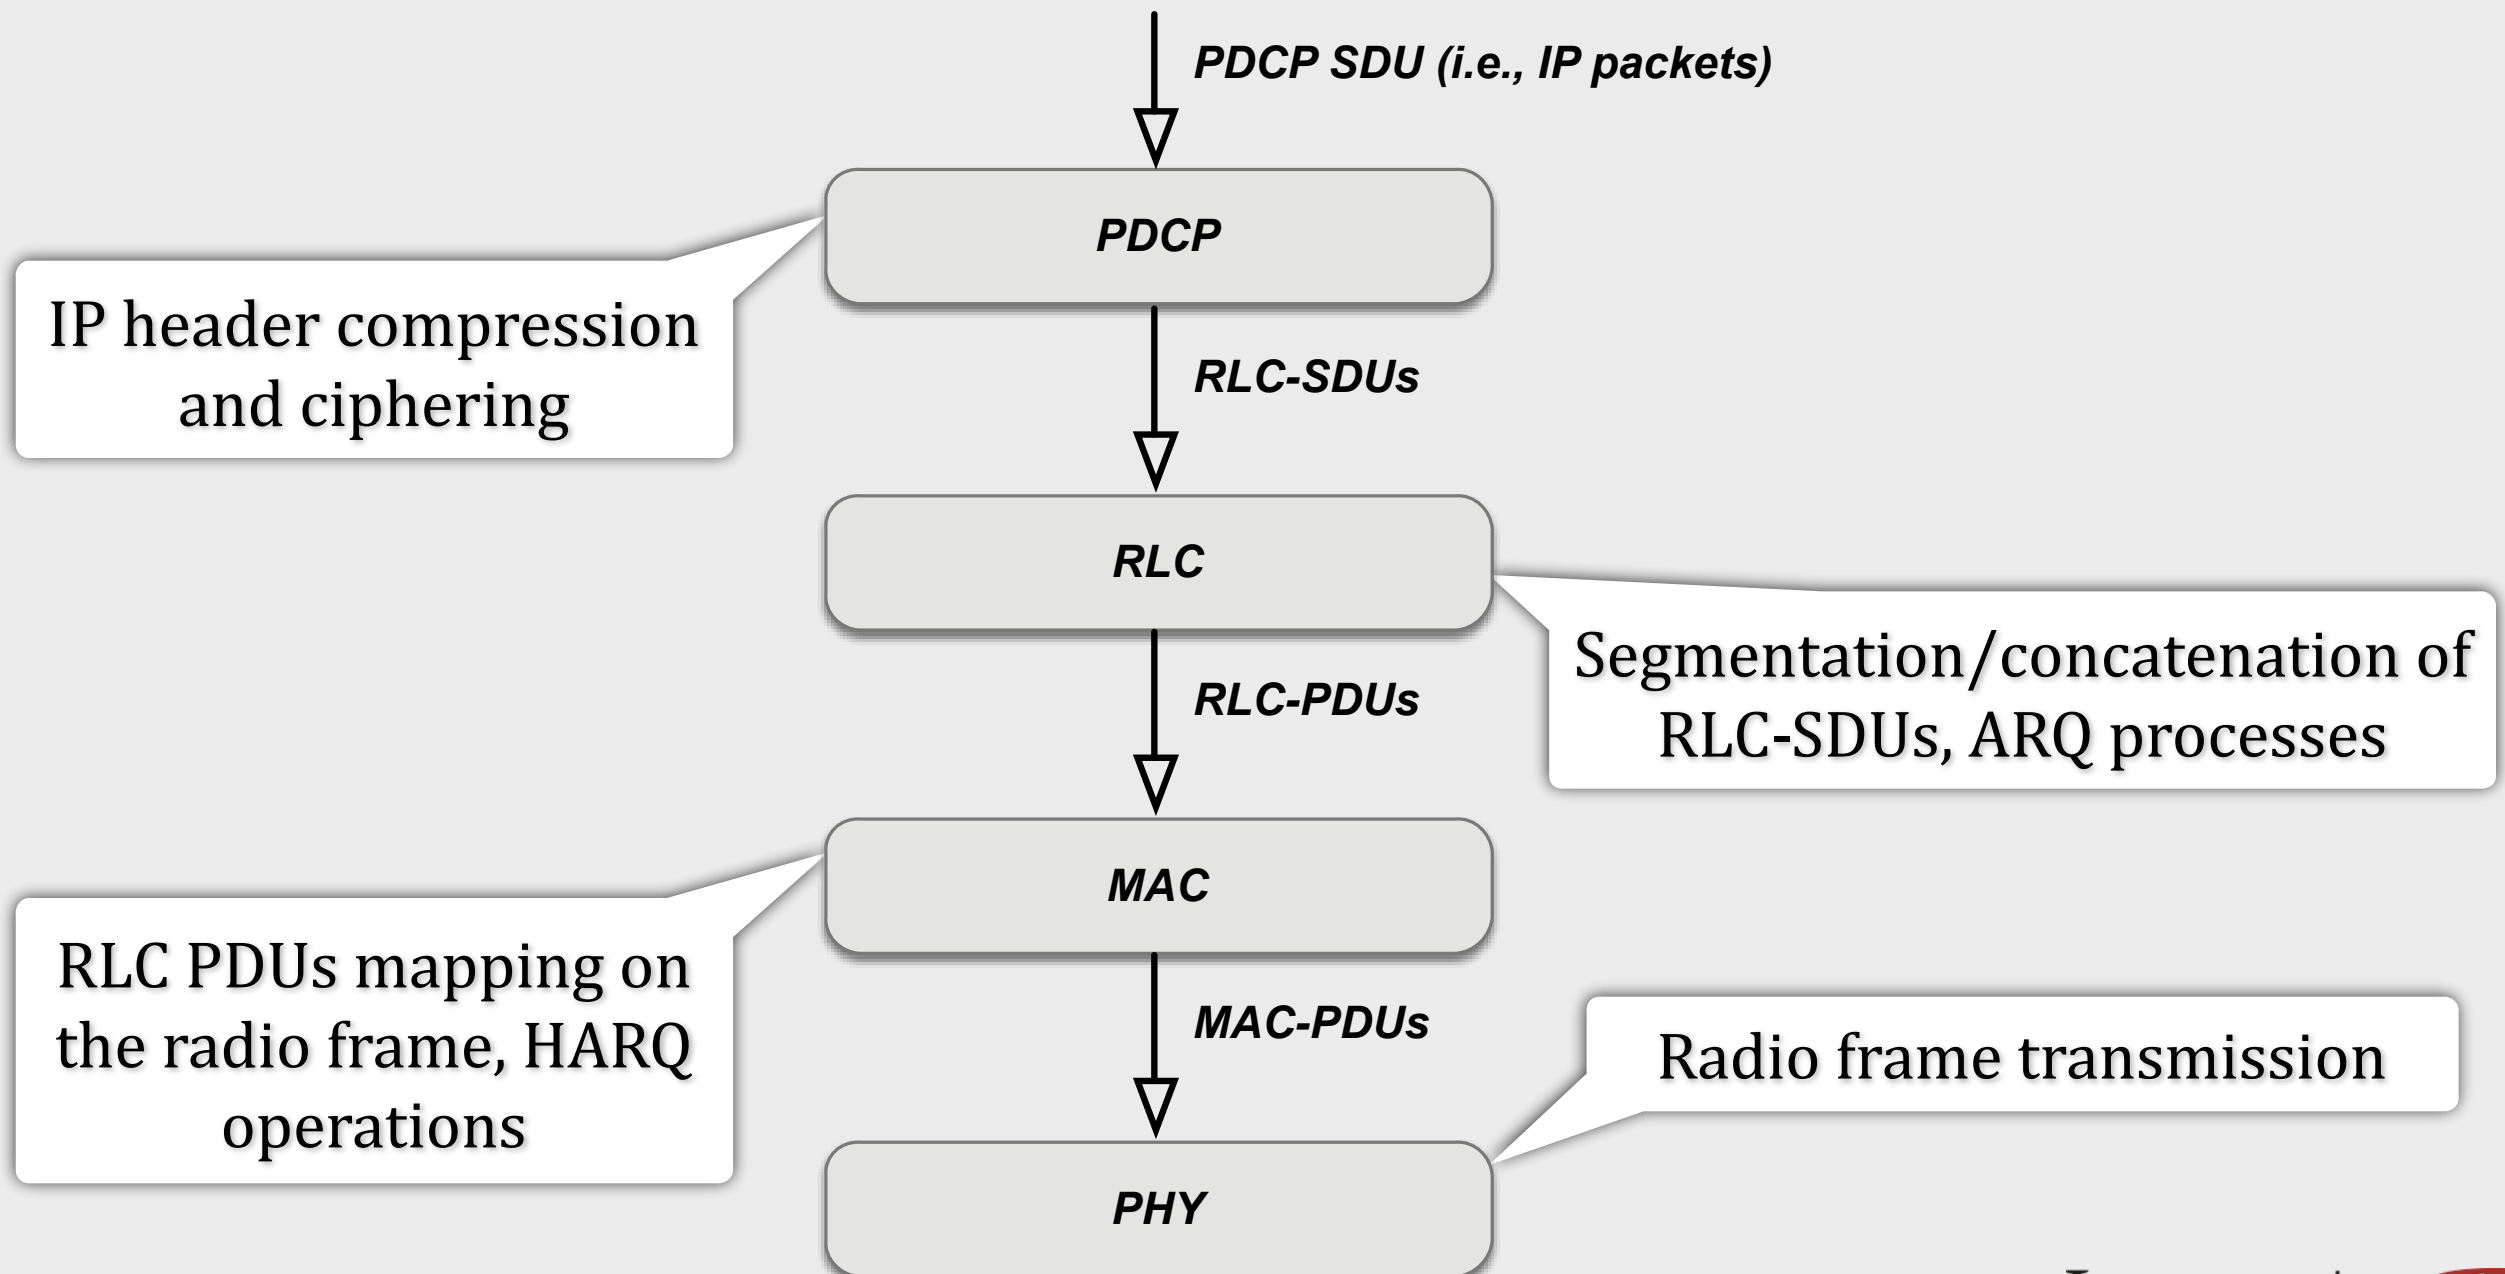 PDCP SDU (i.e., IP packets)
PDCP
IP header compression
and ciphering
RLC-SDUs
RLC
Segmentation/concatenation of
RLC-SDUs, ARQ processes
RLC-PDUs
MAC
RLC PDUs mapping on
the radio frame, HARQ
operations
MAC-PDUs
Radio frame transmission
PHY